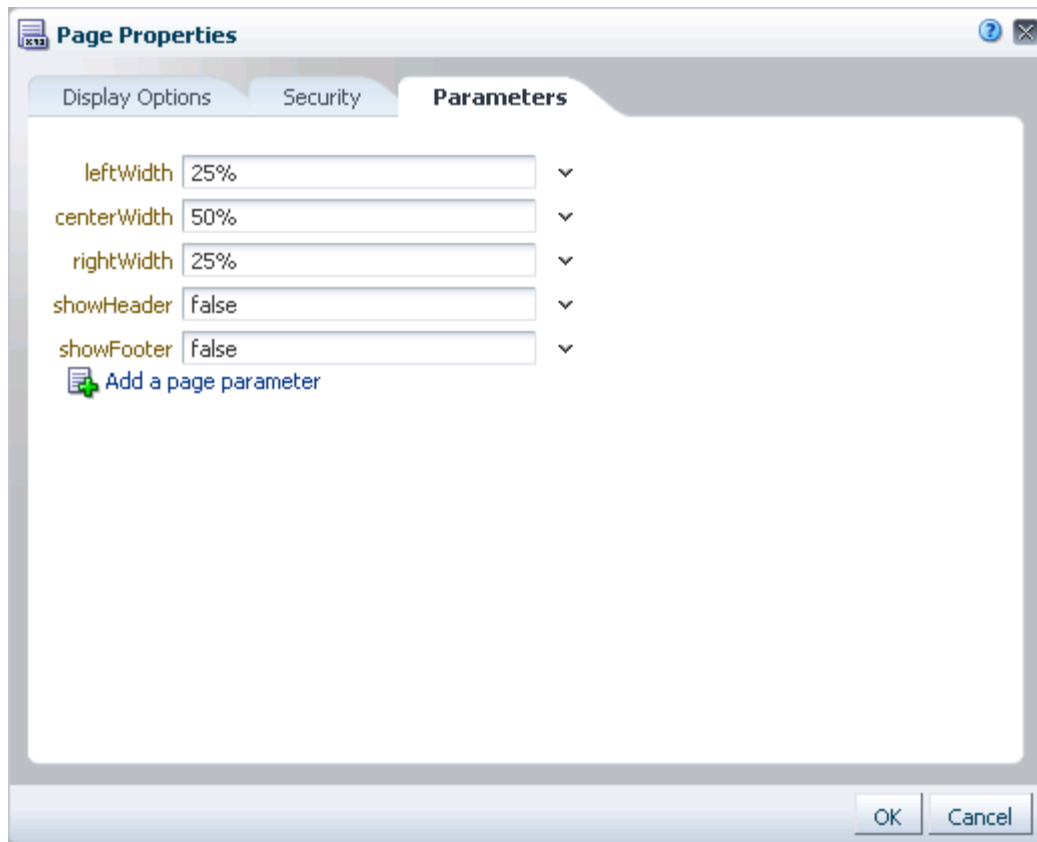 Page Properties
Display Options Security Parameters
leftWidth 25%
centerWidth 50%
rightWidth 25%
showHeader false
showFooter false
Add a page parameter
OK Cancel